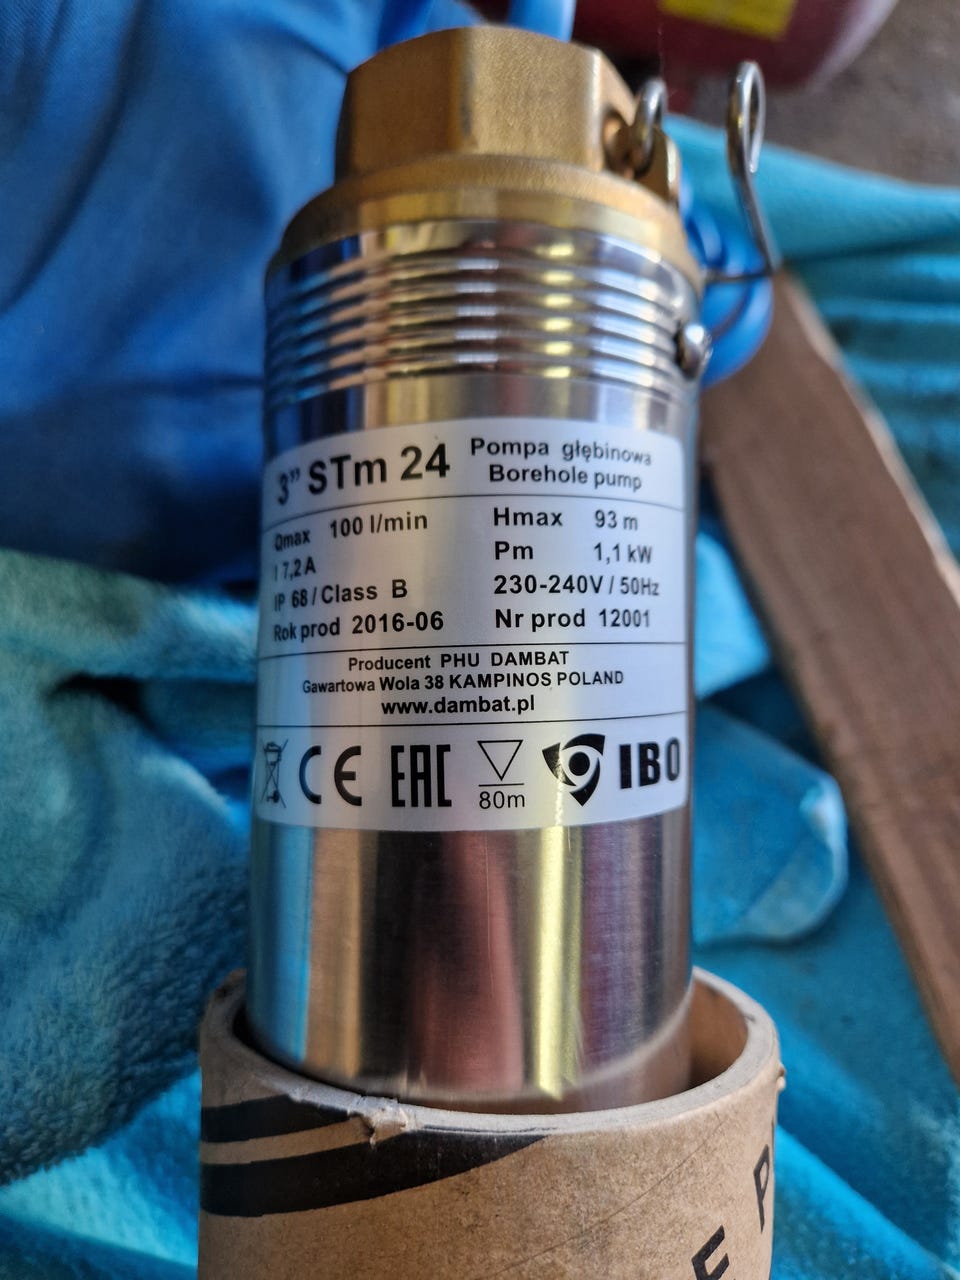 3" STm 24
Pompa głębinowa
Borehole pump
Qmax 100 l/min
I 7,2 A
IP 68 / Class B
Rok prod 2016-06
Hmax 93 m
Pm 1,1 kW
230-240V / 50Hz
Nr prod 12001
Producent PHU DAMBAT
Gawartowa Wola 38 KAMPINOS POLAND
www.dambat.pl
CE EAC 80m IBO
E P